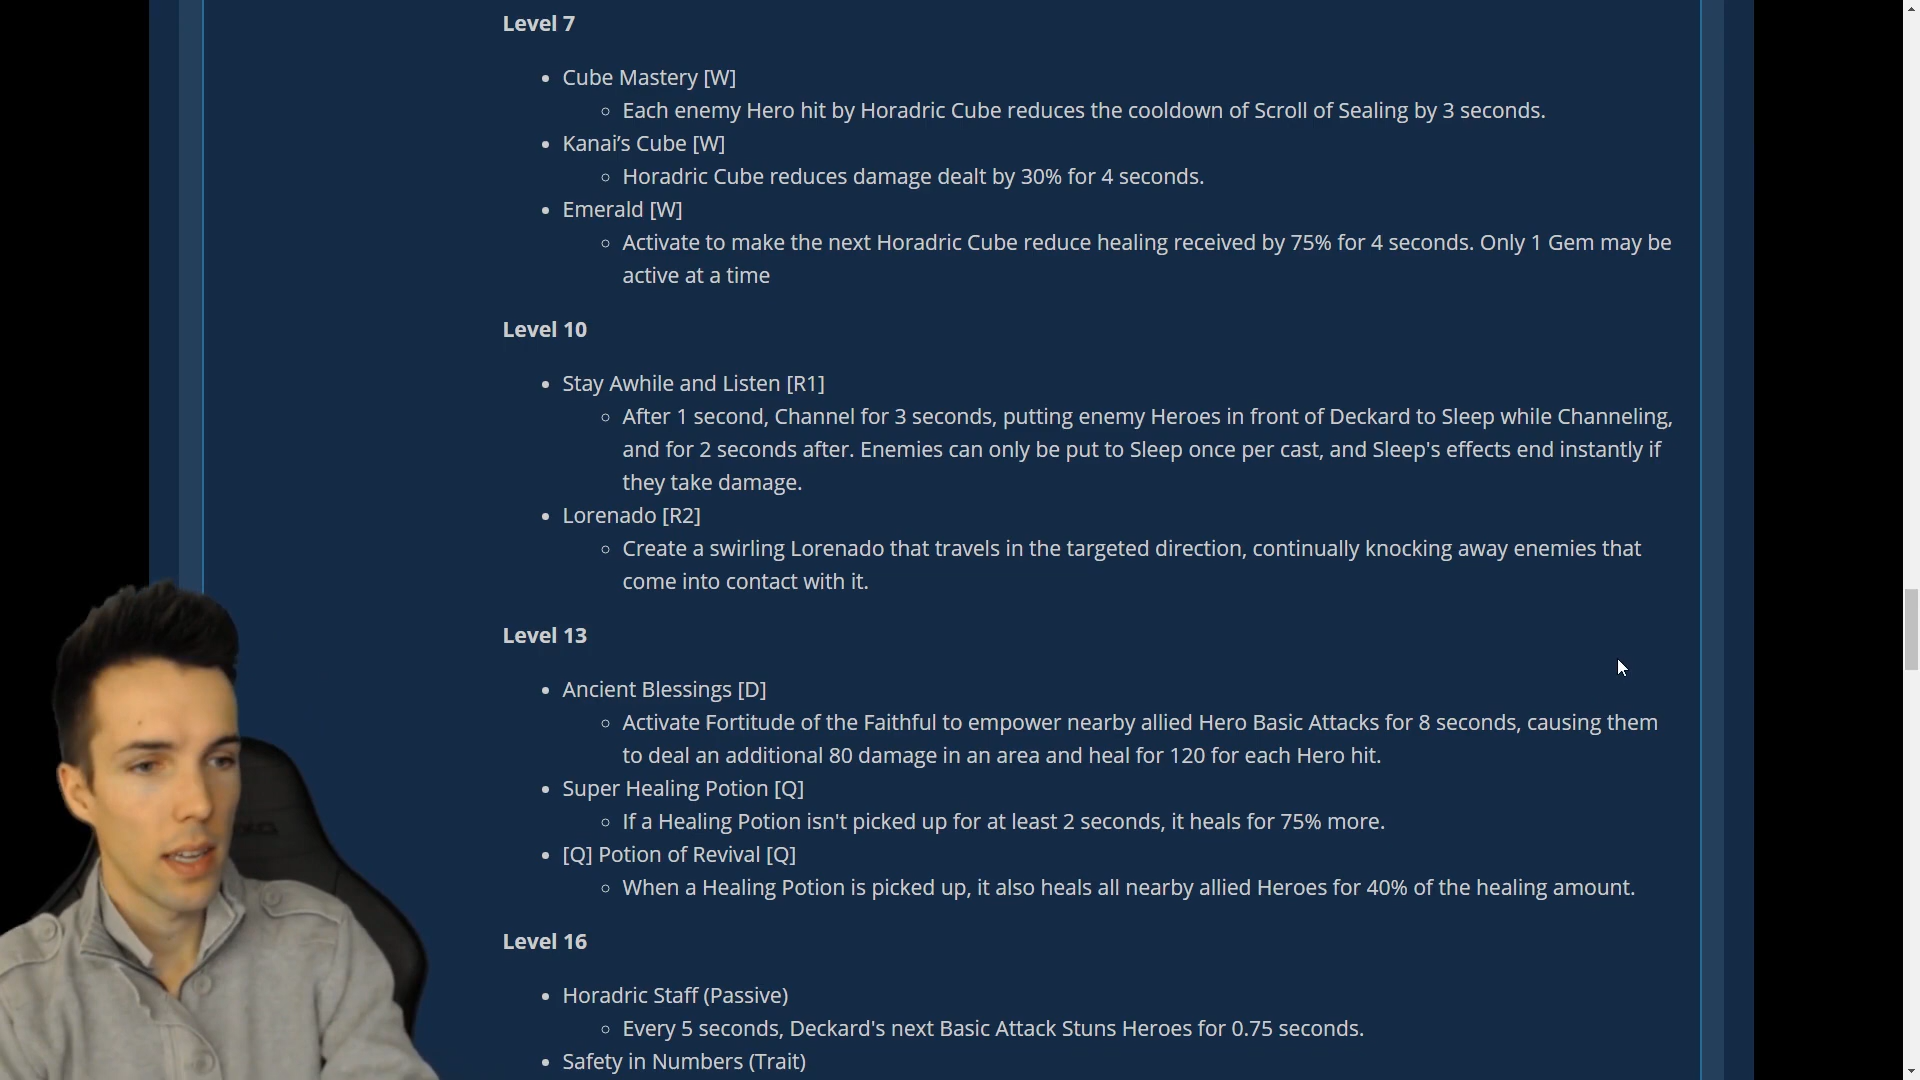 Level 7
Cube Mastery [W]
Each enemy Hero hit by Horadric Cube reduces the cooldown of Scroll of Sealing by 3 seconds.
Kanai’s Cube [W]
Horadric Cube reduces damage dealt by 30% for 4 seconds.
Emerald [W]
Activate to make the next Horadric Cube reduce healing received by 75% for 4 seconds. Only 1 Gem may be
active at a time
Level 10
Stay Awhile and Listen [R1]
After 1 second, Channel for 3 seconds, putting enemy Heroes in front of Deckard to Sleep while Channeling,
and for 2 seconds after. Enemies can only be put to Sleep once per cast, and Sleep's effects end instantly if
they take damage.
Lorenado [R2]
Create a swirling Lorenado that travels in the targeted direction, continually knocking away enemies that
come into contact with it.
Level 13
Ancient Blessings [D]
Activate Fortitude of the Faithful to empower nearby allied Hero Basic Attacks for 8 seconds, causing them
to deal an additional 80 damage in an area and heal for 120 for each Hero hit.
Super Healing Potion [Q]
If a Healing Potion isn't picked up for at least 2 seconds, it heals for 75% more.
[Q] Potion of Revival [Q]
When a Healing Potion is picked up, it also heals all nearby allied Heroes for 40% of the healing amount.
Level 16
Horadric Staff (Passive)
Every 5 seconds, Deckard's next Basic Attack Stuns Heroes for 0.75 seconds.
Safety in Numbers (Trait)